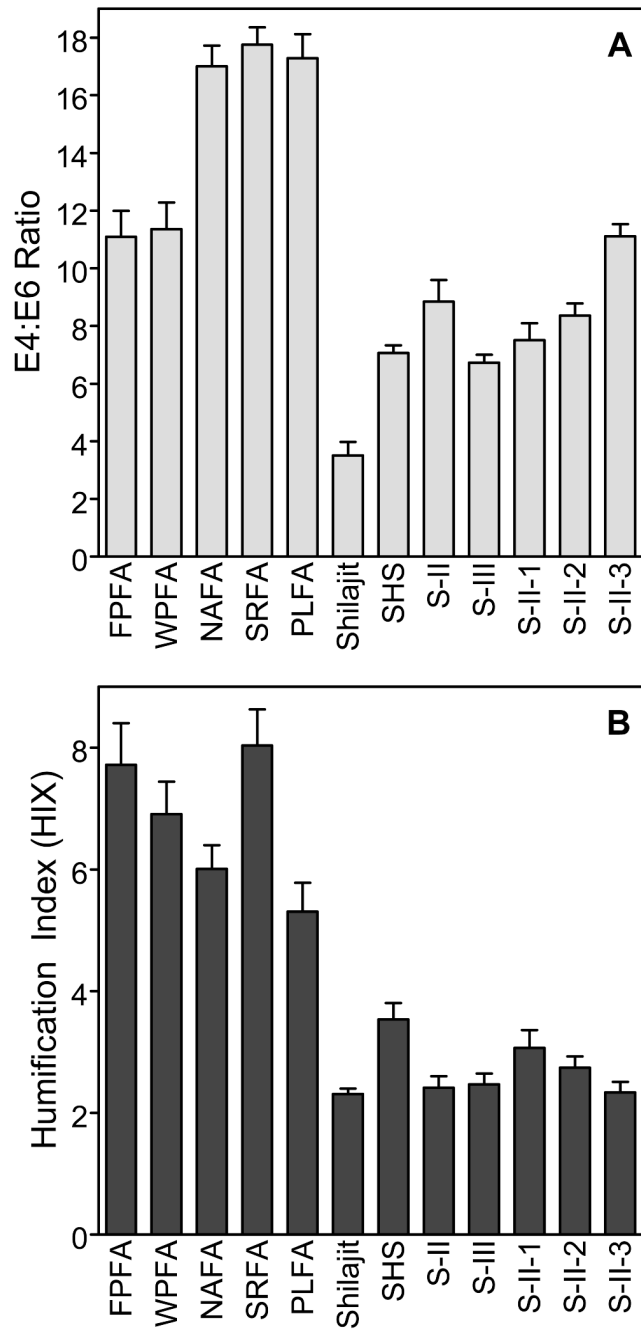 A
E4:E6 Ratio
18
16
14
12
10
8
6
4
2
0
FPFA
WPFA
NAFA
SRFA
PLFA
Shilajit
SHS
S-II
S-III
S-II-1
S-II-2
S-II-3
B
Humification Index (HIX)
8
6
4
2
0
FPFA
WPFA
NAFA
SRFA
PLFA
Shilajit
SHS
S-II
S-III
S-II-1
S-II-2
S-II-3